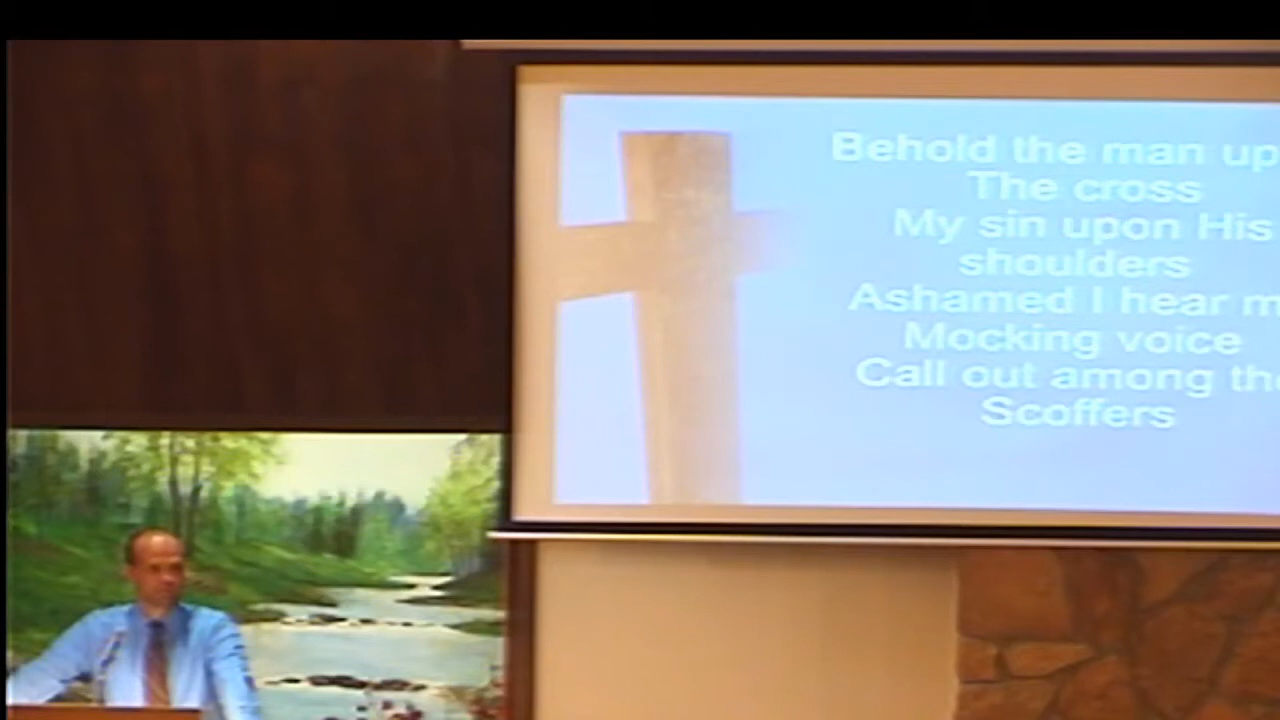 Behold the man up
The cross
My sin upon His
shoulders
Ashamed I hear m
Mocking voice
Call out among the
Scoffers